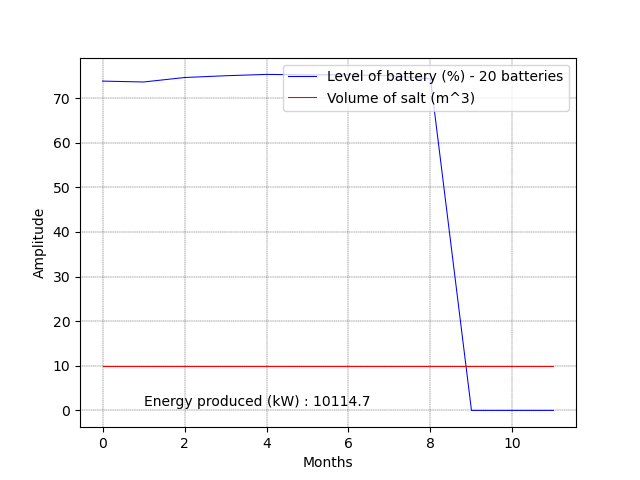 Level of battery (%) - 20 batteries
Volume of salt (m^3)
70
60
50
40
30
20
10
0
Amplitude
Energy produced (kW) : 10114.7
0 2 4 6 8 10
Months